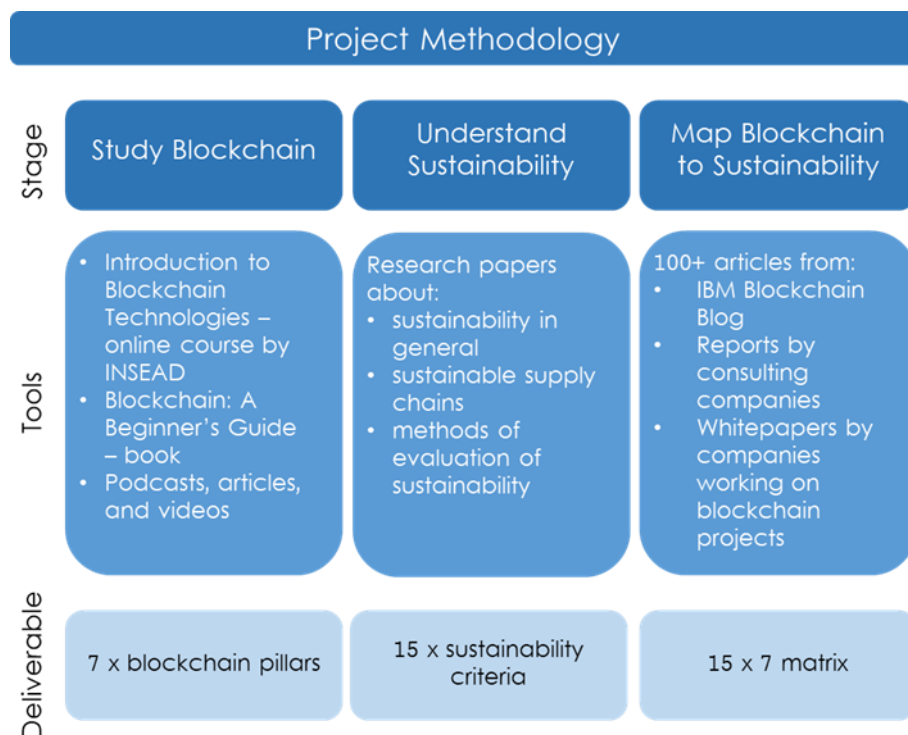 Project Methodology
Stage
Study Blockchain
Understand
Sustainability
Map Blockchain
to Sustainability
Tools
• Introduction to
Blockchain
Technologies –
online course by
INSEAD
• Blockchain: A
Beginner’s Guide
– book
• Podcasts, articles,
and videos
Research papers
about:
• sustainability in
general
• sustainable supply
chains
• methods of
evaluation of
sustainability
100+ articles from:
• IBM Blockchain
Blog
• Reports by
consulting
companies
• Whitepapers by
companies
working on
blockchain
projects
Deliverable
7 x blockchain pillars
15 x sustainability
criteria
15 x 7 matrix